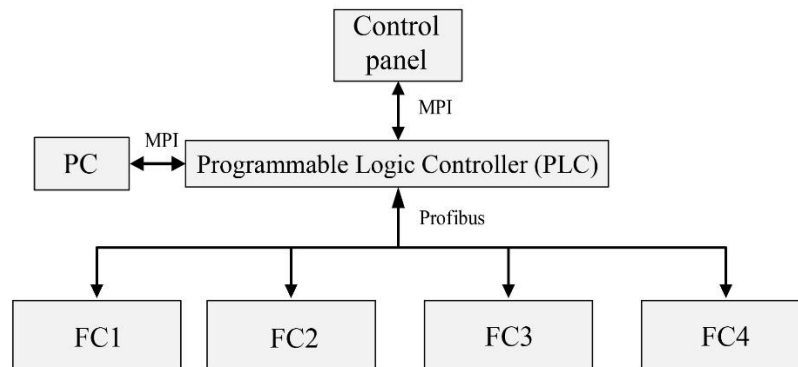 Control
panel
MPI
MPI
PC
Programmable Logic Controller (PLC)
Profibus
FC1
FC2
FC3
FC4